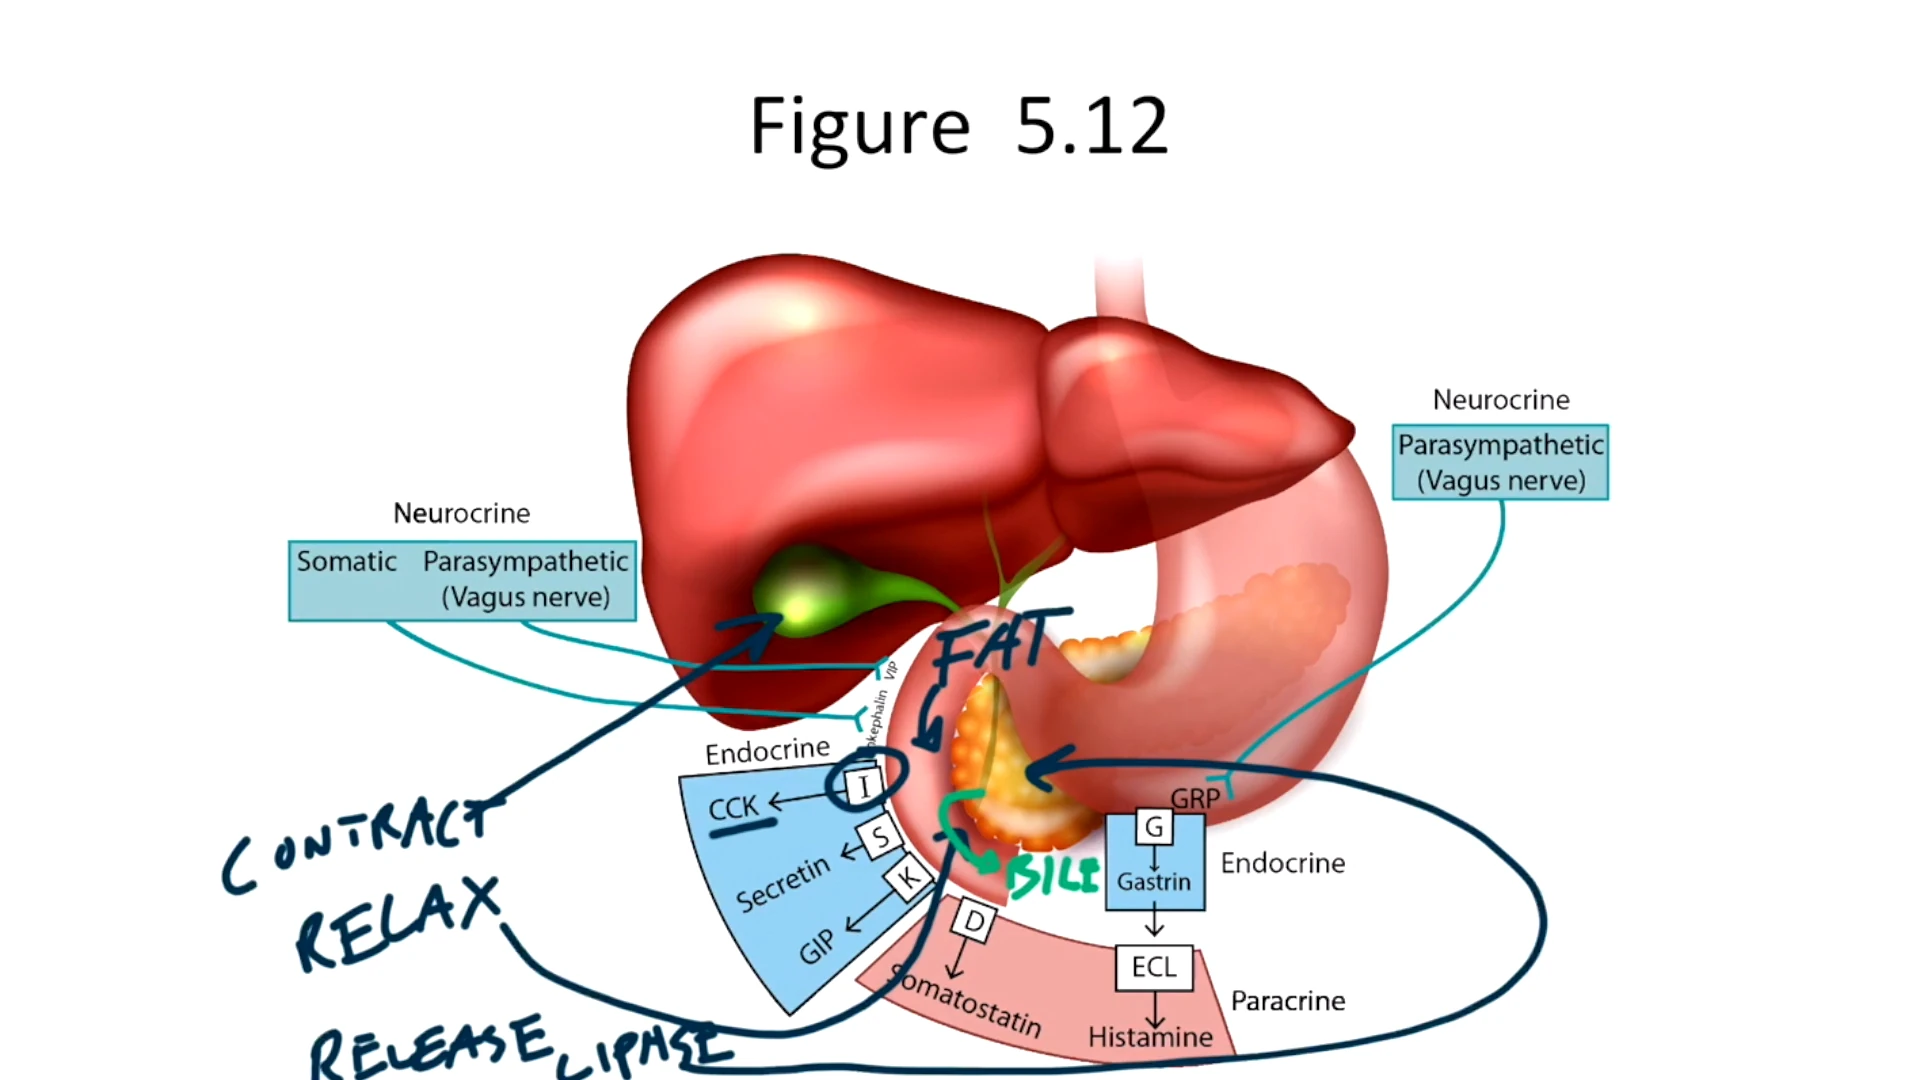 Figure 5.12
Neurocrine
Parasympathetic
(Vagus nerve)
Neurocrine
Somatic Parasympathetic
(Vagus nerve)
FAT
VIP
Endocrine
I
CCK
GRP
G
S
CONTRACT
Secretin
K
BILE
Gastrin
Endocrine
RELAX
GIP
D
ECL
Somatostatin
Paracrine
Histamine
RELEASE LIPASE